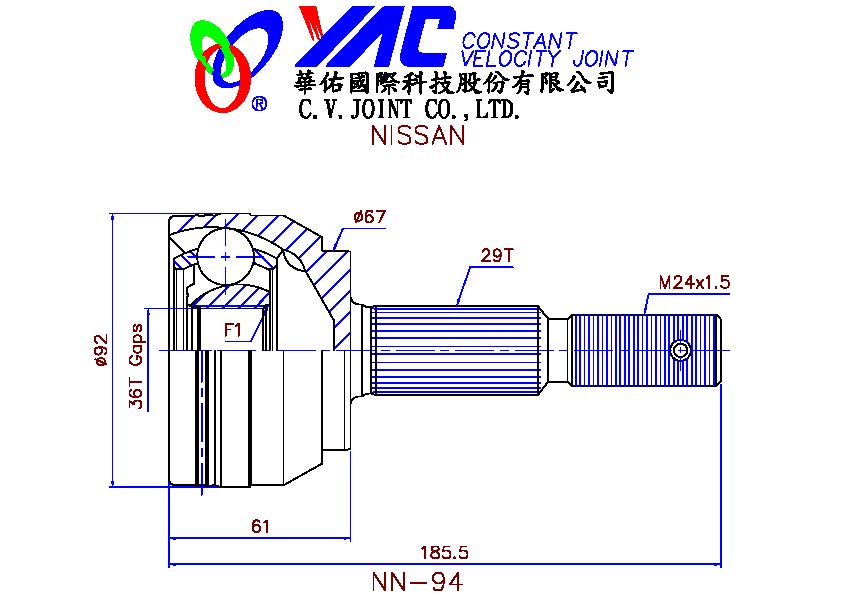 YAC CONSTANT
VELOCITY JOINT
華佑國際科技股份有限公司
®
C.V.JOINT CO.,LTD.
NISSAN
ø67
29T
M24x1.5
F1
ø92
36T Gaps
61
185.5
NN-94